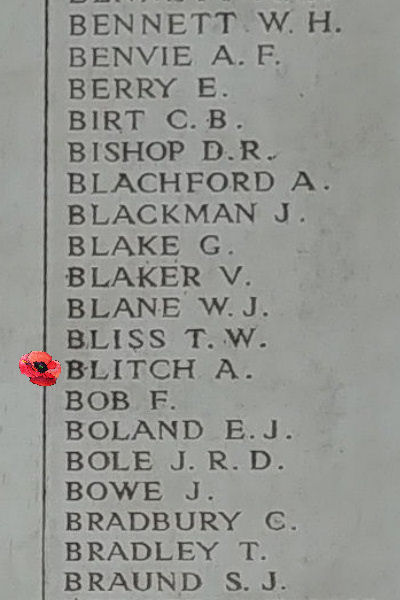 BENNETT W. H.
BENVIE A. F.
BERRY E.
BIRT C. B.
BISHOP D. R.
BLACHFORD A.
BLACKMAN J.
BLAKE G.
BLAKER V.
BLANE W. J.
BLISS T. W.
BLITCH A.
BOB F.
BOLAND E. J.
BOLE J. R. D.
BOWE J.
BRADBURY C.
BRADLEY T.
BRAUND S. J.